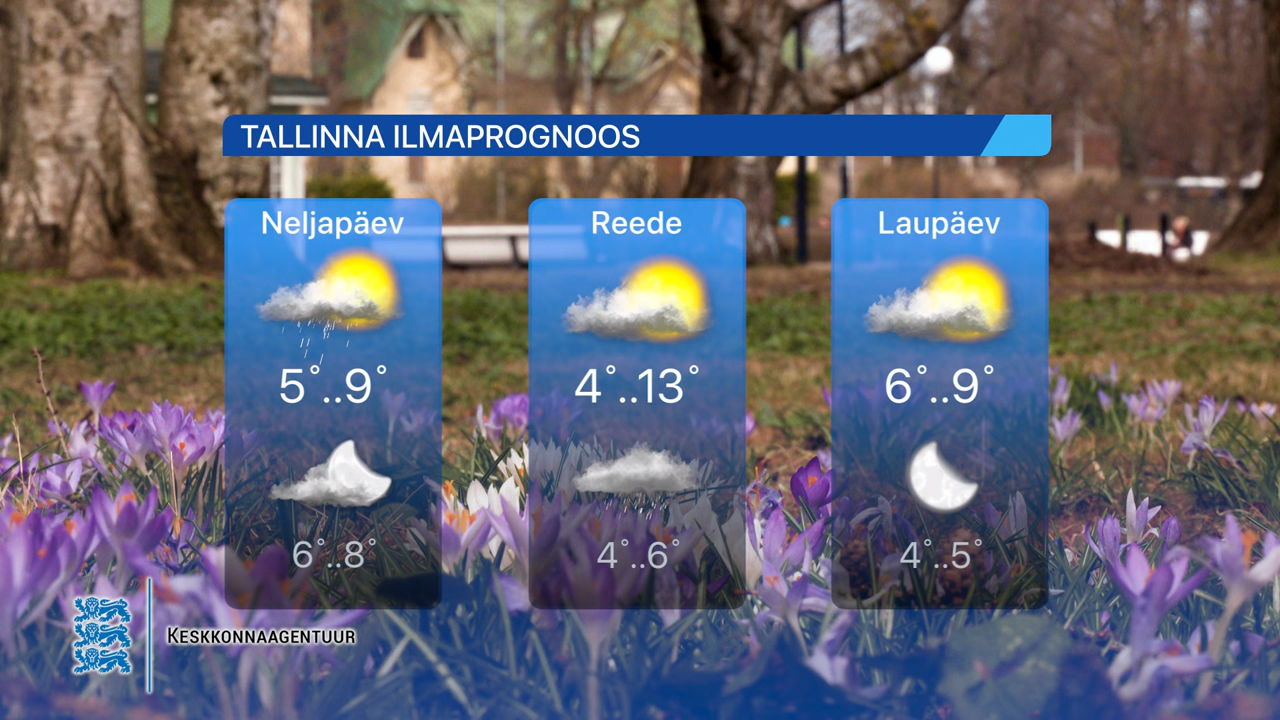 TALLINNA ILMAPROGNOOS
Neljapäev
5°..9°
6°..8°
Reede
4°..13°
4°..6°
Laupäev
6°..9°
4°..5°
KESKKONNAAGENTUUR